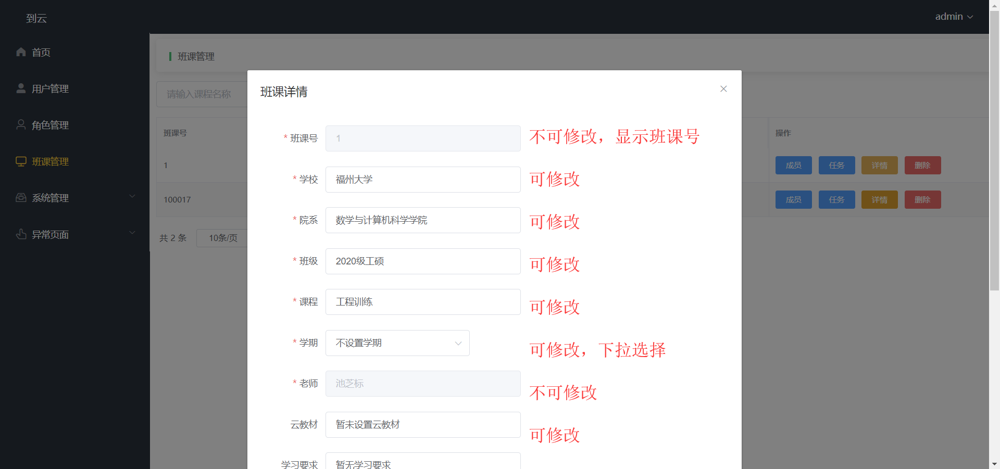 到云
admin
首页
用户管理
角色管理
班课管理
系统管理
异常页面
班课管理
请输入课程名称
班课号
操作
1
成员 任务 详情 删除
100017
成员 任务 详情 删除
共 2 条 10条/页
班课详情
* 班课号 1 不可修改，显示班课号
* 学校 福州大学 可修改
* 院系 数学与计算机科学学院 可修改
* 班级 2020级工硕 可修改
* 课程 工程训练 可修改
* 学期 不设置学期 可修改，下拉选择
* 老师 池芝标 不可修改
云教材 暂未设置云教材 可修改
学习要求 暂无学习要求